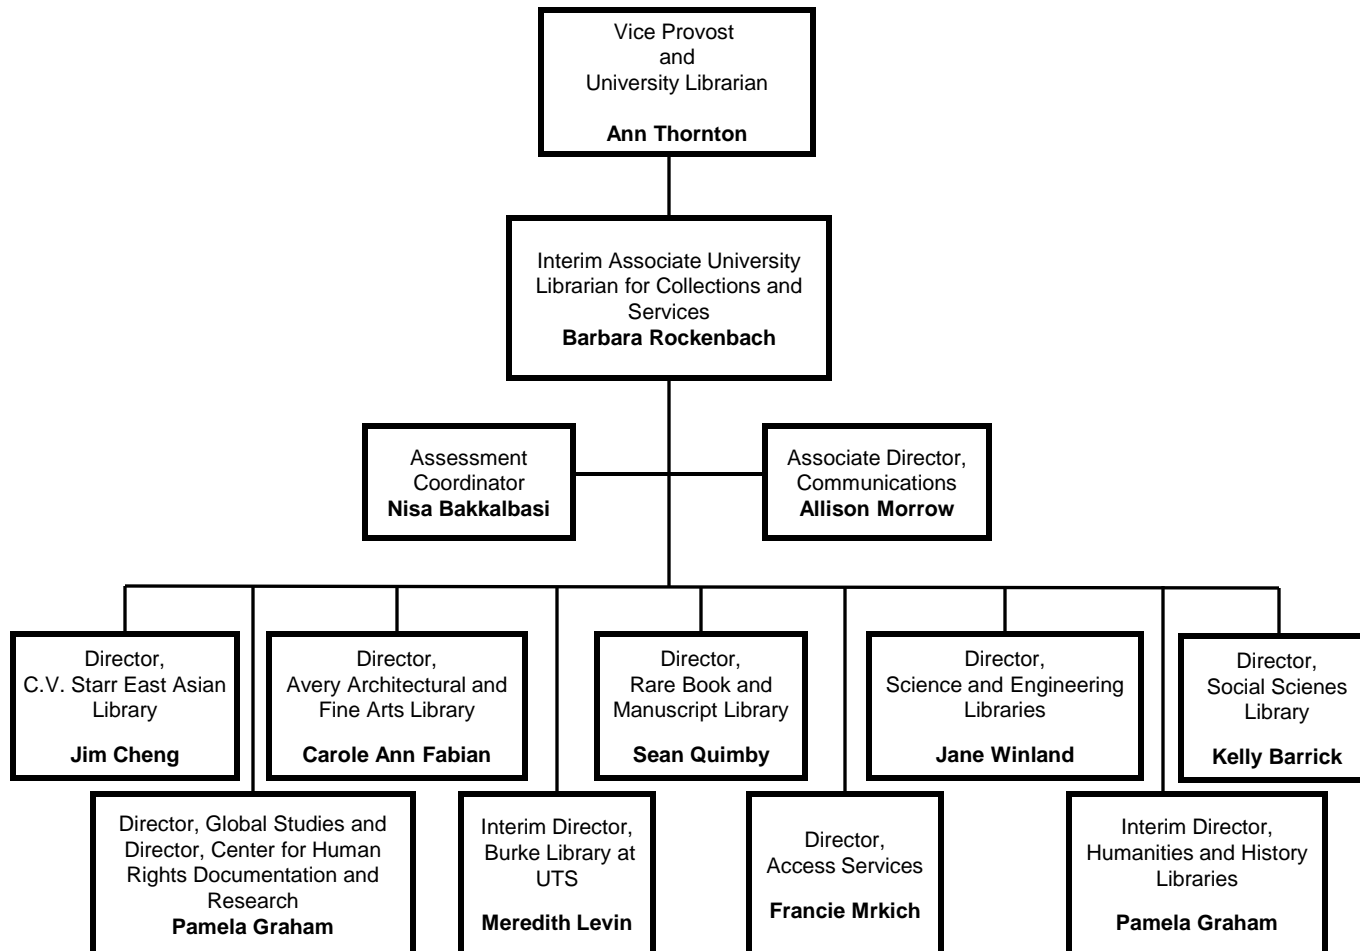 Vice Provost
and
University Librarian
Ann Thornton
Interim Associate University
Librarian for Collections and
Services
Barbara Rockenbach
Assessment
Coordinator
Nisa Bakkalbasi
Associate Director,
Communications
Allison Morrow
Director,
C.V. Starr East Asian
Library
Jim Cheng
Director,
Avery Architectural and
Fine Arts Library
Carole Ann Fabian
Director,
Rare Book and
Manuscript Library
Sean Quimby
Director,
Science and Engineering
Libraries
Jane Winland
Director,
Social Scienes
Library
Kelly Barrick
Director, Global Studies and
Director, Center for Human
Rights Documentation and
Research
Pamela Graham
Interim Director,
Burke Library at
UTS
Meredith Levin
Director,
Access Services
Francie Mrkich
Interim Director,
Humanities and History
Libraries
Pamela Graham